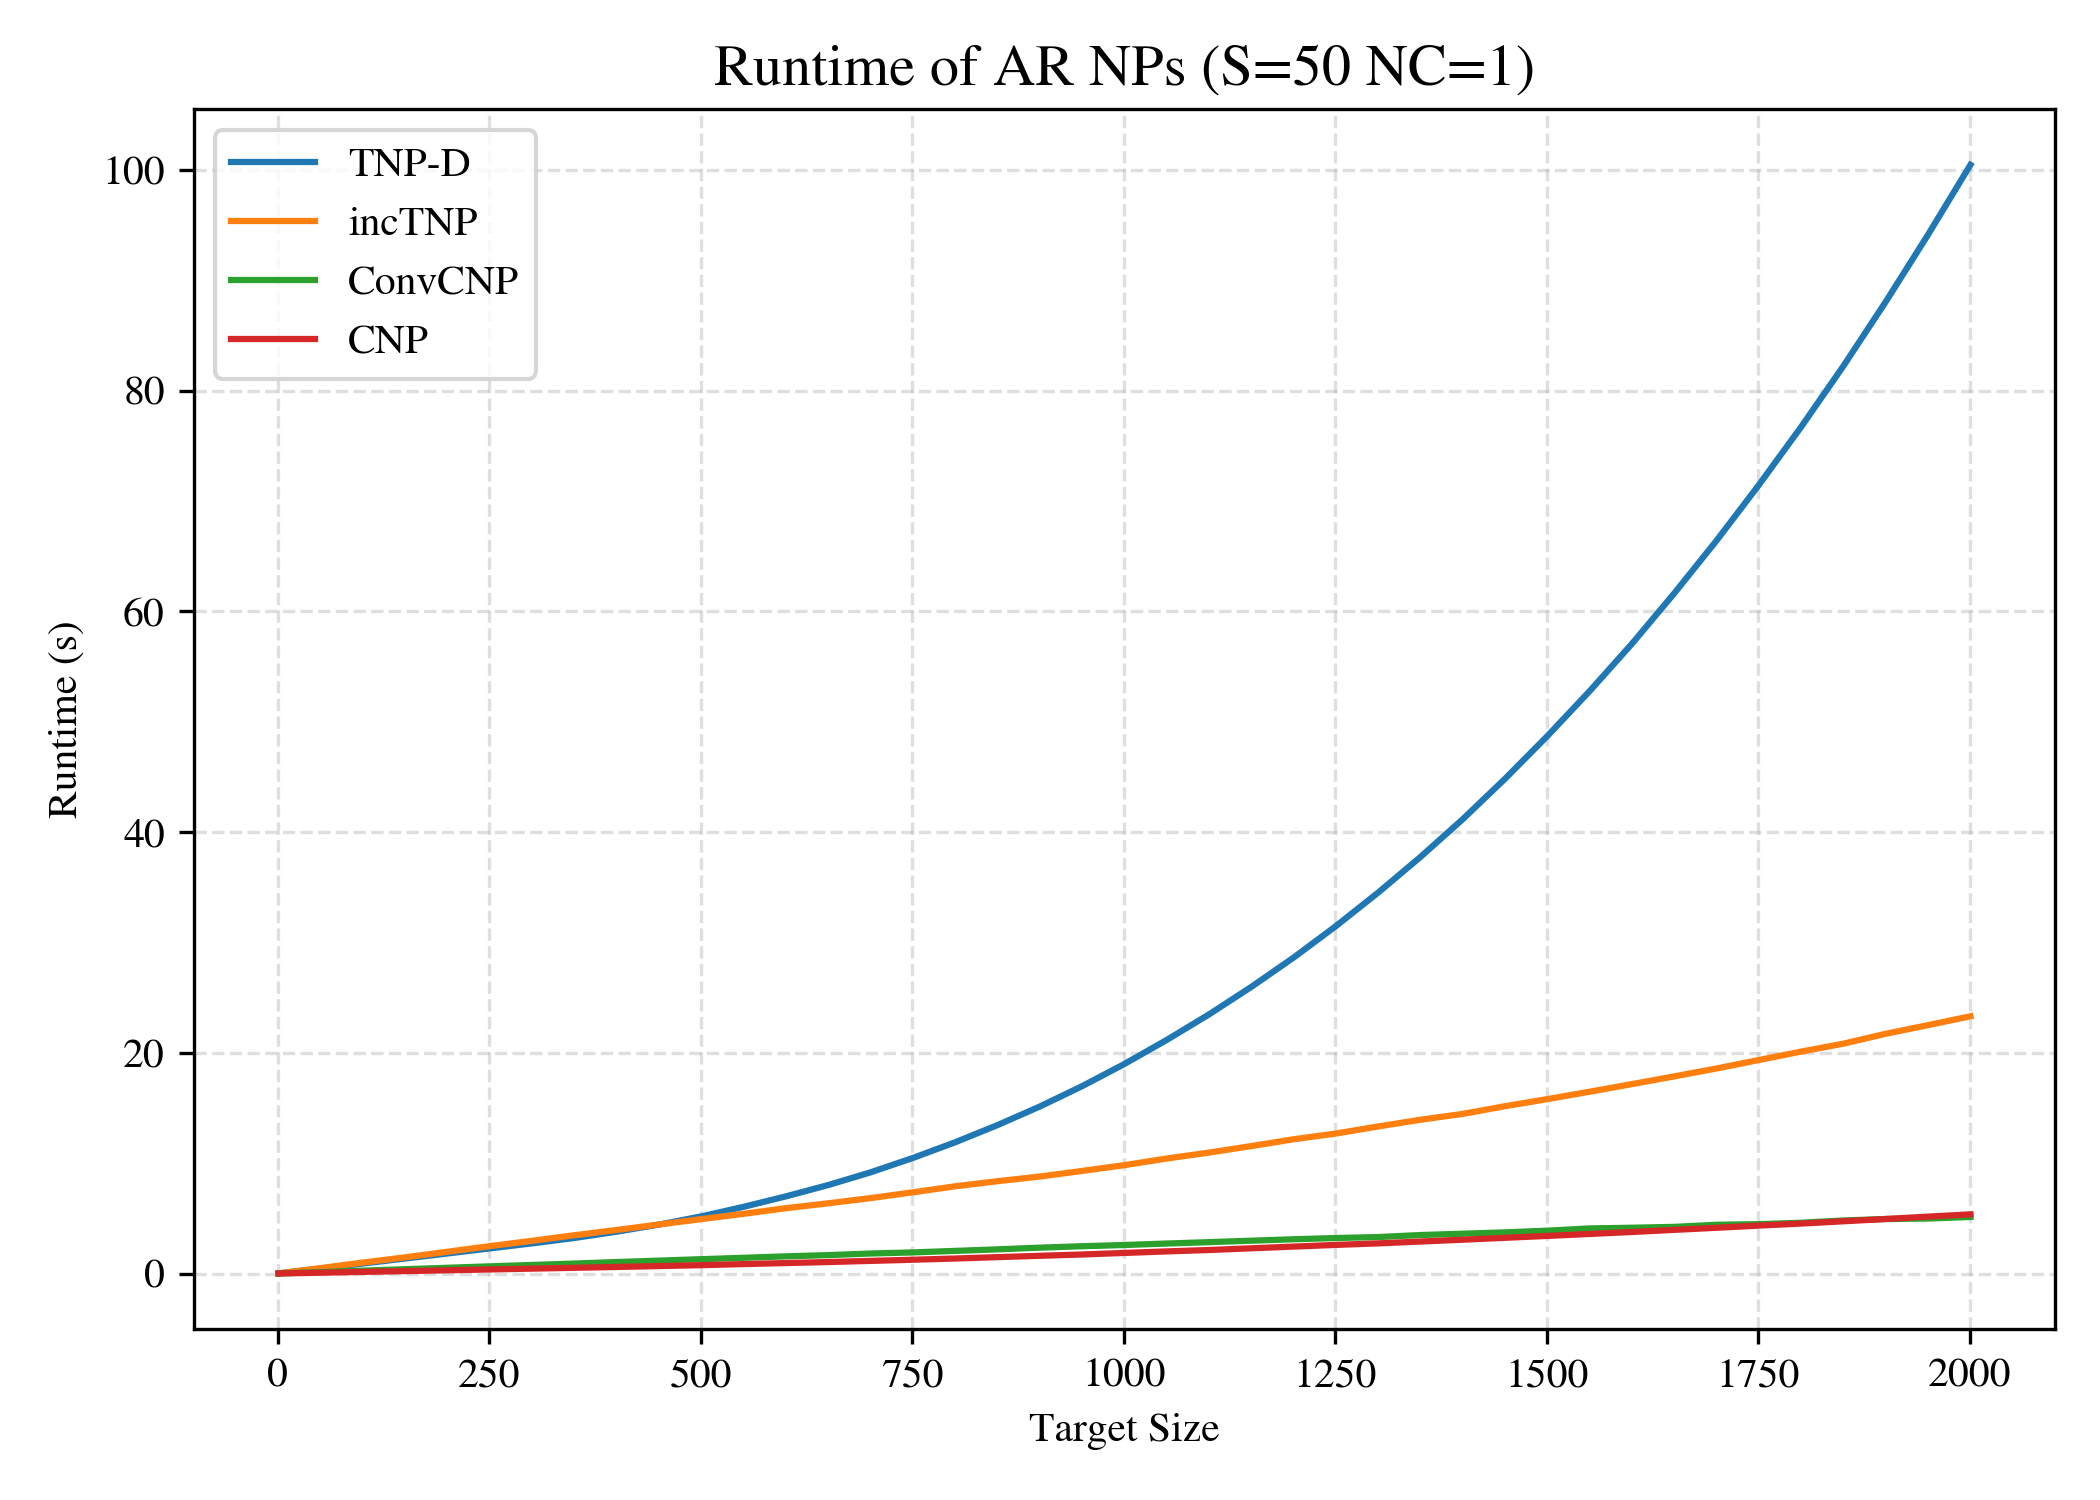 Runtime of AR NPs (S=50 NC=1)
TNP-D
incTNP
ConvCNP
CNP
100
80
60
40
20
0
Runtime (s)
0 250 500 750 1000 1250 1500 1750 2000
Target Size